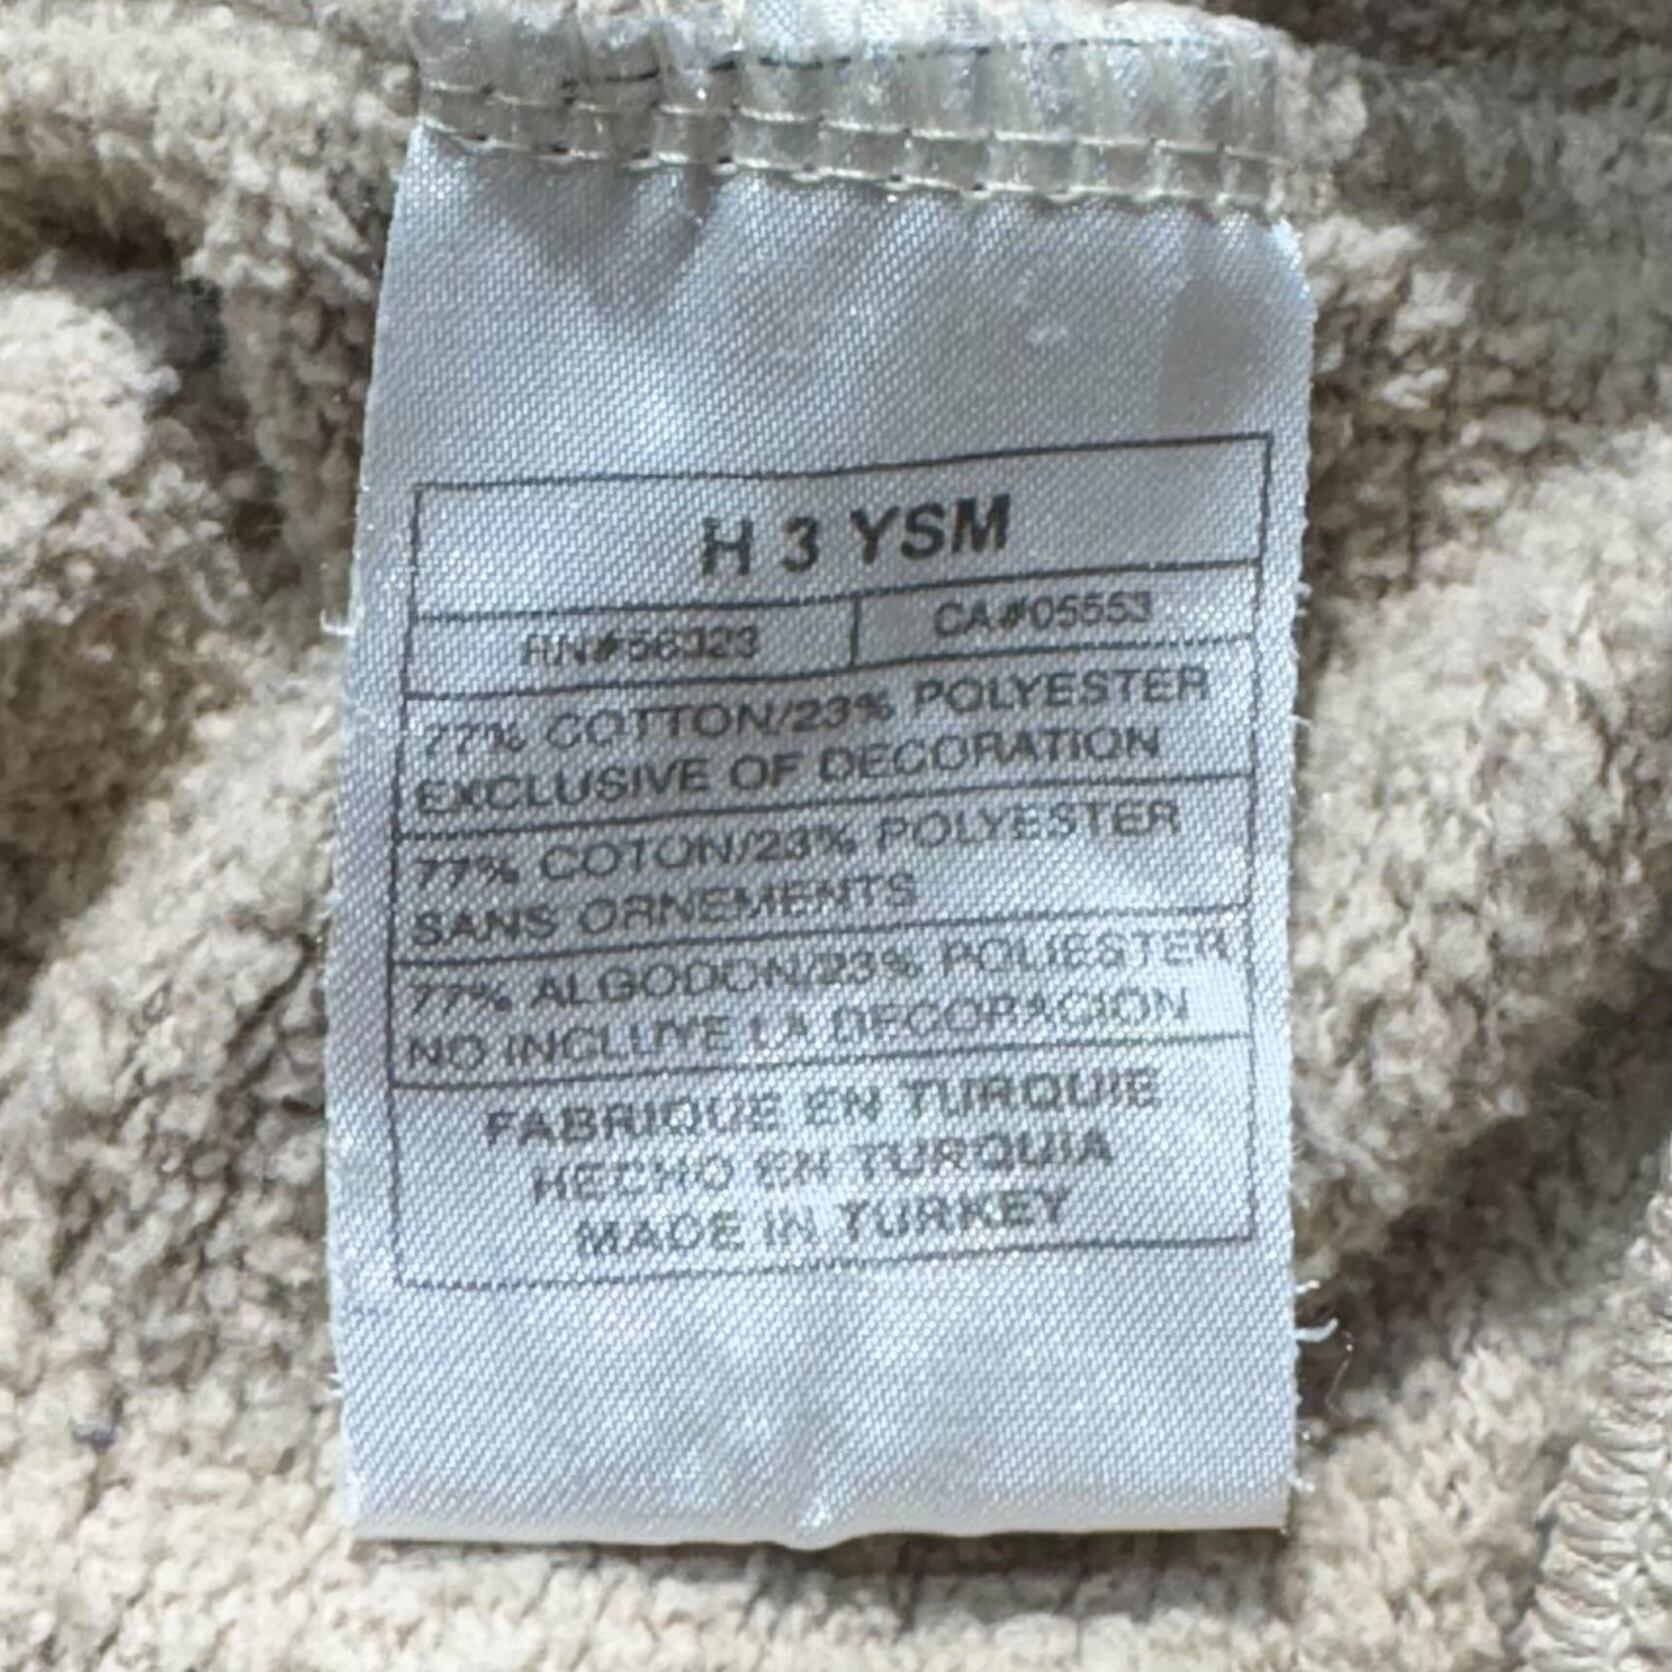 H 3 YSM
RN#56323 CA#05553
77% COTTON/23% POLYESTER
EXCLUSIVE OF DECORATION
77% COTON/23% POLYESTER
SANS ORNEMENTS
77% ALGODON/23% POLIESTER
NO INCLUYE LA DECORACION
FABRIQUE EN TURQUIE
HECHO EN TURQUIA
MADE IN TURKEY